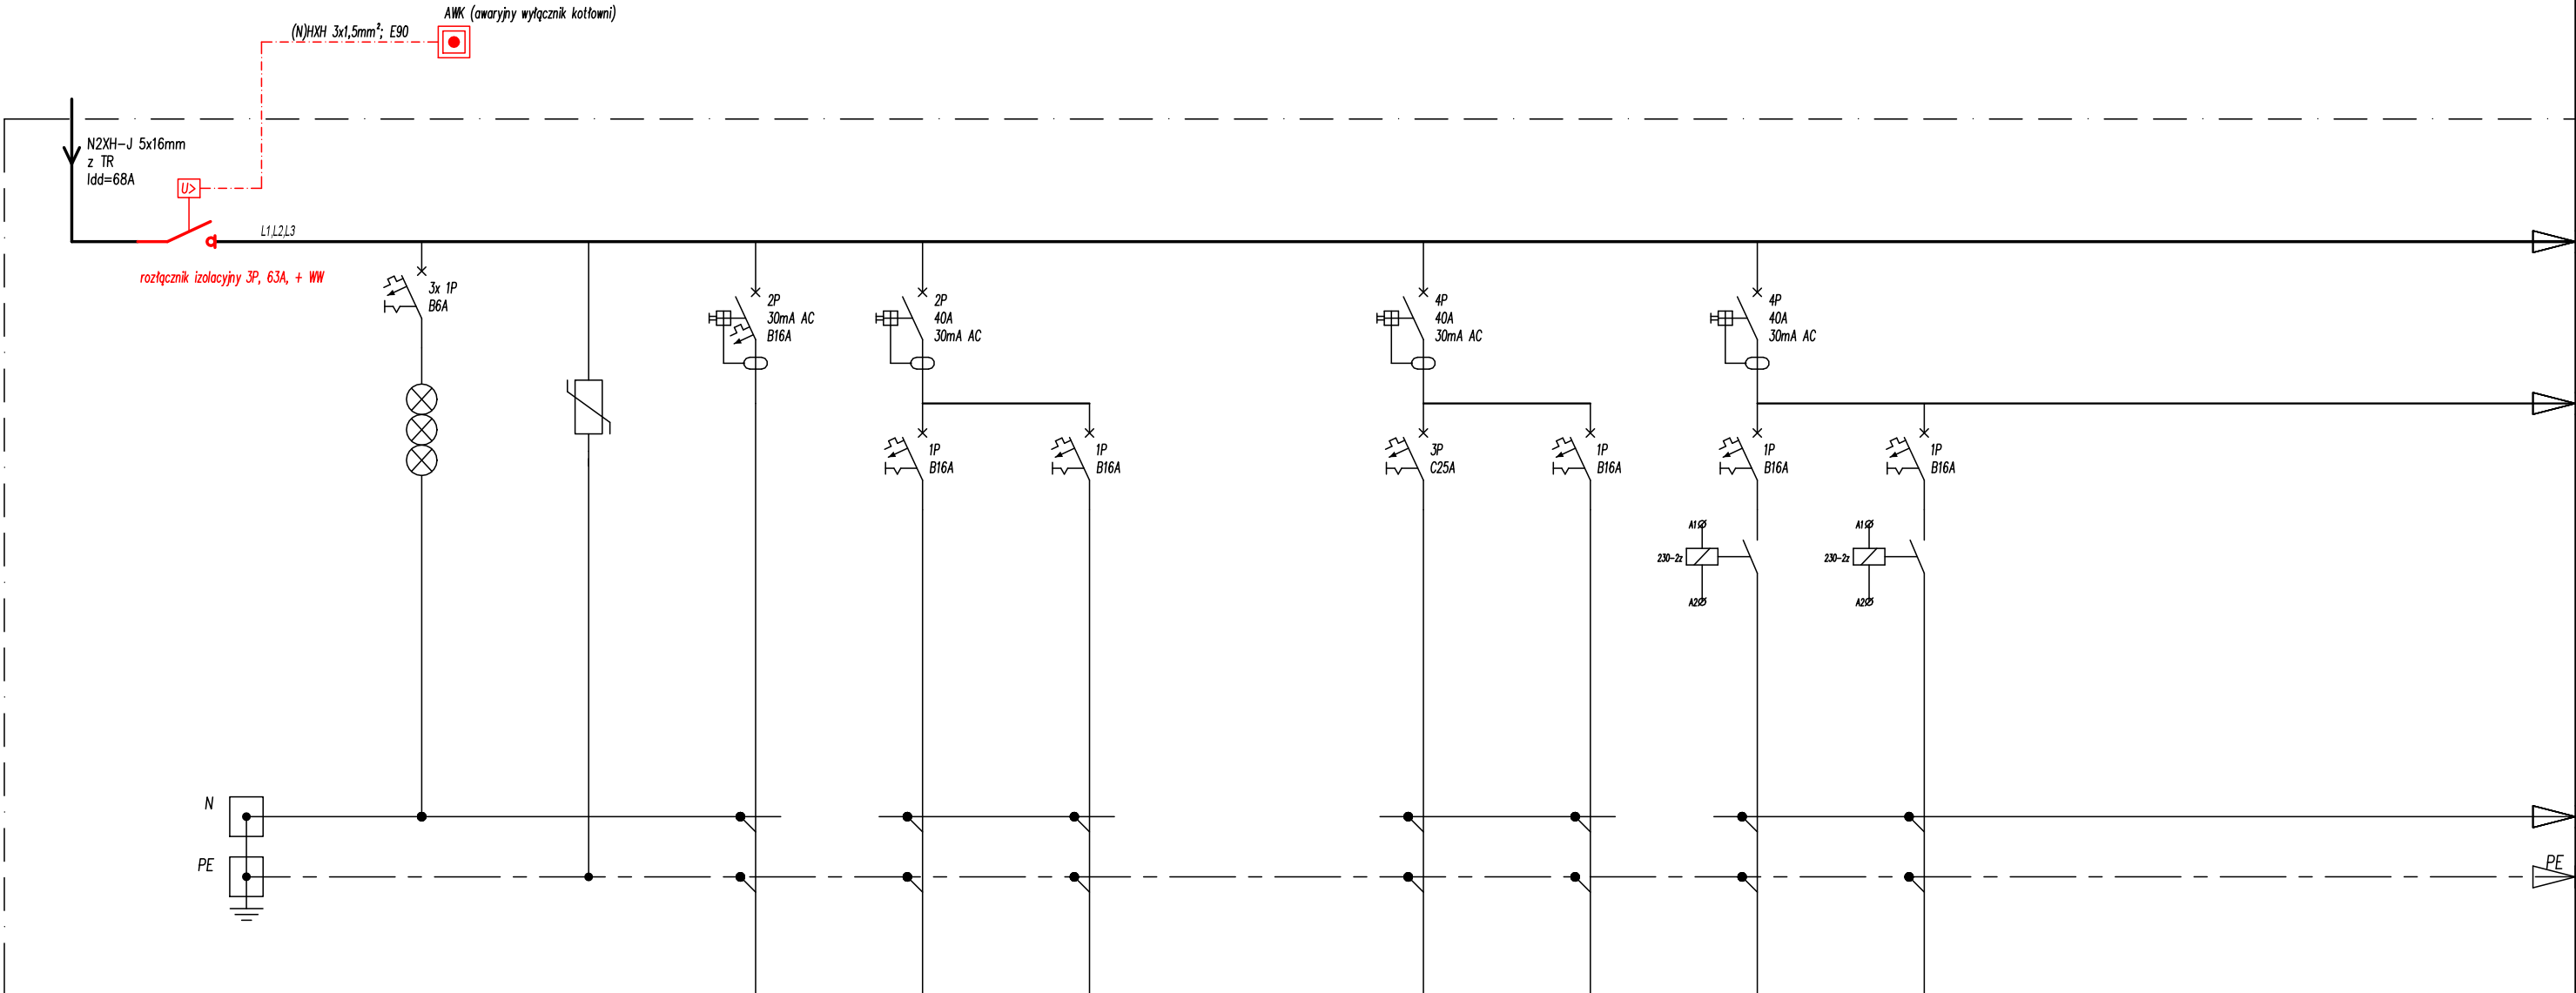 AWK (awaryjny wyłącznik kotłowni)
(N)HXH 3x1,5mm²; E90
N2XH-J 5x16mm
z TR
Idd=68A
U>
L1,L2,L3
rozłącznik izolacyjny 3P, 63A, + WW
3x 1P
B6A
2P
30mA AC
B16A
2P
40A
30mA AC
4P
40A
30mA AC
4P
40A
30mA AC
1P
B16A
1P
B16A
3P
C25A
1P
B16A
1P
B16A
1P
B16A
A1
230-2z
A2
A1
230-2z
A2
N
PE
PE